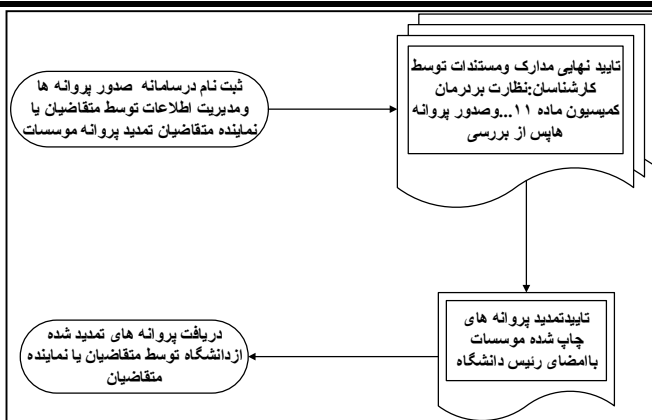 ثبت نام درسامانه صدور پروانه ها
ومدیریت اطلاعات توسط متقاضیان یا
نماینده متقاضیان تمدید پروانه موسسات
تایید نهایی مدارک ومستندات توسط
کارشناسان:نظارت بردرمان
کمیسیون ماده ۱۱...وصدور پروانه
هاپس از بررسی
تاییدتمدید پروانه های
چاپ شده موسسات
باامضای رئیس دانشگاه
دریافت پروانه های تمدید شده
ازدانشگاه توسط متقاضیان یا نماینده
متقاضیان